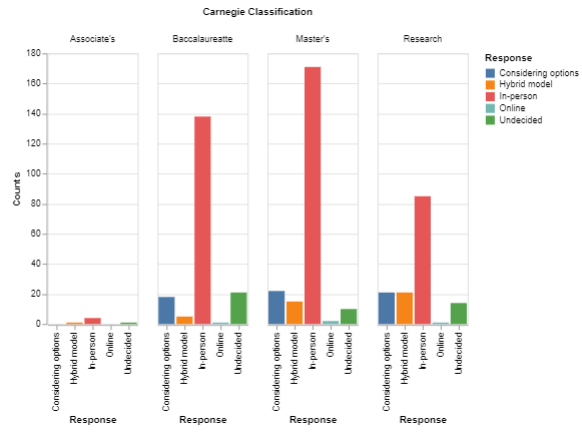 Carnegie Classification
Associate's Baccalaureatte Master's Research
Response
Considering options
Hybrid model
In-person
Online
Undecided
Counts
180
160
140
120
100
80
60
40
20
0
Considering options
Hybrid model
In-person
Online
Undecided
Considering options
Hybrid model
In-person
Online
Undecided
Considering options
Hybrid model
In-person
Online
Undecided
Considering options
Hybrid model
In-person
Online
Undecided
Response Response Response Response